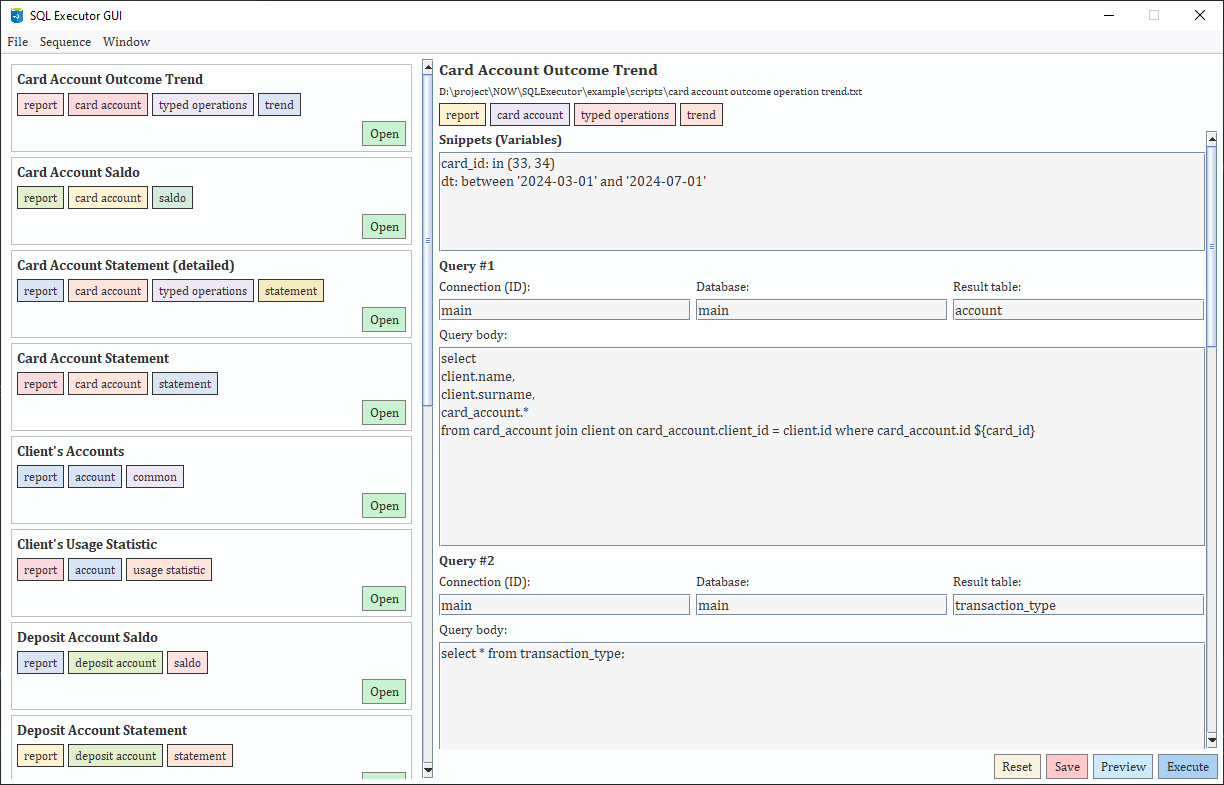 SQL Executor GUI
File Sequence Window
Card Account Outcome Trend
report card account typed operations trend
Open
Card Account Saldo
report card account saldo
Open
Card Account Statement (detailed)
report card account typed operations statement
Open
Card Account Statement
report card account statement
Open
Client's Accounts
report account common
Open
Client's Usage Statistic
report account usage statistic
Open
Deposit Account Saldo
report deposit account saldo
Open
Deposit Account Statement
report deposit account statement
Card Account Outcome Trend
D:\project\NOW\SQLExecutor\example\scripts\card account outcome operation trend.txt
report card account typed operations trend
Snippets (Variables)
card_id: in (33, 34)
dt: between '2024-03-01' and '2024-07-01'
Query #1
Connection (ID): Database: Result table:
main main account
Query body:
select
client.name,
client.surname,
card_account.*
from card_account join client on card_account.client_id = client.id where card_account.id ${card_id}
Query #2
Connection (ID): Database: Result table:
main main transaction_type
Query body:
select * from transaction_type;
Reset Save Preview Execute